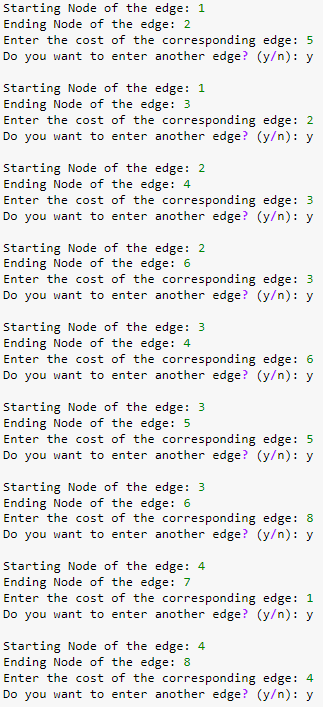 Starting Node of the edge: 1
Ending Node of the edge: 2
Enter the cost of the corresponding edge: 5
Do you want to enter another edge? (y/n): y
Starting Node of the edge: 1
Ending Node of the edge: 3
Enter the cost of the corresponding edge: 2
Do you want to enter another edge? (y/n): y
Starting Node of the edge: 2
Ending Node of the edge: 4
Enter the cost of the corresponding edge: 3
Do you want to enter another edge? (y/n): y
Starting Node of the edge: 2
Ending Node of the edge: 6
Enter the cost of the corresponding edge: 3
Do you want to enter another edge? (y/n): y
Starting Node of the edge: 3
Ending Node of the edge: 4
Enter the cost of the corresponding edge: 6
Do you want to enter another edge? (y/n): y
Starting Node of the edge: 3
Ending Node of the edge: 5
Enter the cost of the corresponding edge: 5
Do you want to enter another edge? (y/n): y
Starting Node of the edge: 3
Ending Node of the edge: 6
Enter the cost of the corresponding edge: 8
Do you want to enter another edge? (y/n): y
Starting Node of the edge: 4
Ending Node of the edge: 7
Enter the cost of the corresponding edge: 1
Do you want to enter another edge? (y/n): y
Starting Node of the edge: 4
Ending Node of the edge: 8
Enter the cost of the corresponding edge: 4
Do you want to enter another edge? (y/n): y